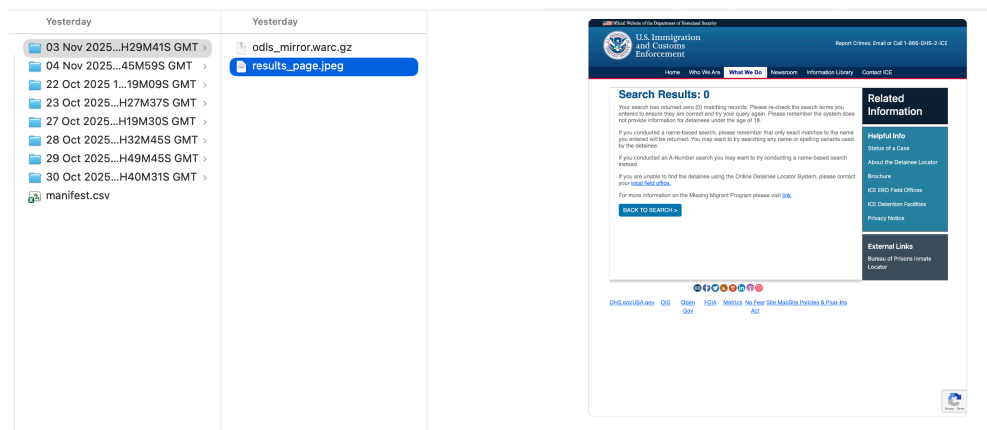 Yesterday
03 Nov 2025...H29M41S GMT
04 Nov 2025...45M59S GMT
22 Oct 2025 1...19M09S GMT
23 Oct 2025...H27M37S GMT
27 Oct 2025...H19M30S GMT
28 Oct 2025...H32M45S GMT
29 Oct 2025...H49M45S GMT
30 Oct 2025...H40M31S GMT
manifest.csv
Yesterday
odls_mirror.warc.gz
results_page.jpeg
Official Website of the Department of Homeland Security
U.S. Immigration
and Customs
Enforcement
Report Crimes: Email or Call 1-866-DHS-2-ICE
Home Who We Are What We Do Newsroom Information Library Contact ICE
Search Results: 0
Your search has returned zero (0) matching records. Please re-check the search terms you
entered to ensure they are correct and try your query again. Please remember the system does
not provide information for detainees under the age of 18.
If you conducted a name-based search, please remember that only exact matches to the name
you entered will be returned. You may want to try searching any name or spelling variants used
by the detainee.
If you conducted an A-Number search you may want to try conducting a name-based search
instead.
If you are unable to find the detainee using the Online Detainee Locator System, please contact
your local field office.
For more information on the Missing Migrant Program please visit link.
BACK TO SEARCH >
Related
Information
Helpful Info
Status of a Case
About the Detainee Locator
Brochure
ICE ERO Field Offices
ICE Detention Facilities
Privacy Notice
External Links
Bureau of Prisons Inmate
Locator
DHS.gov USA.gov OIG Open FOIA Metrics No Fear Site Map Site Policies & Plug-Ins
Gov Act
Privacy - Terms